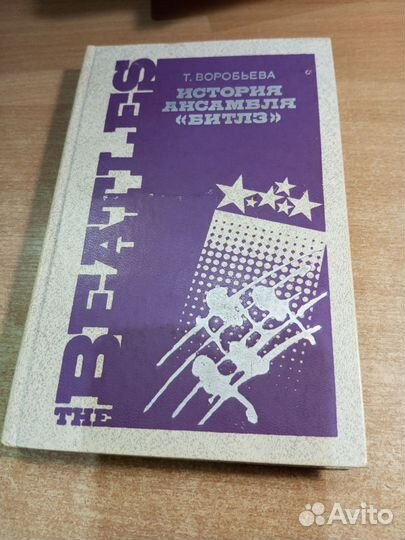 Т. ВОРОБЬЕВА
ИСТОРИЯ
АНСАМБЛЯ
«БИТЛЗ»
THE BEATLES
Avito